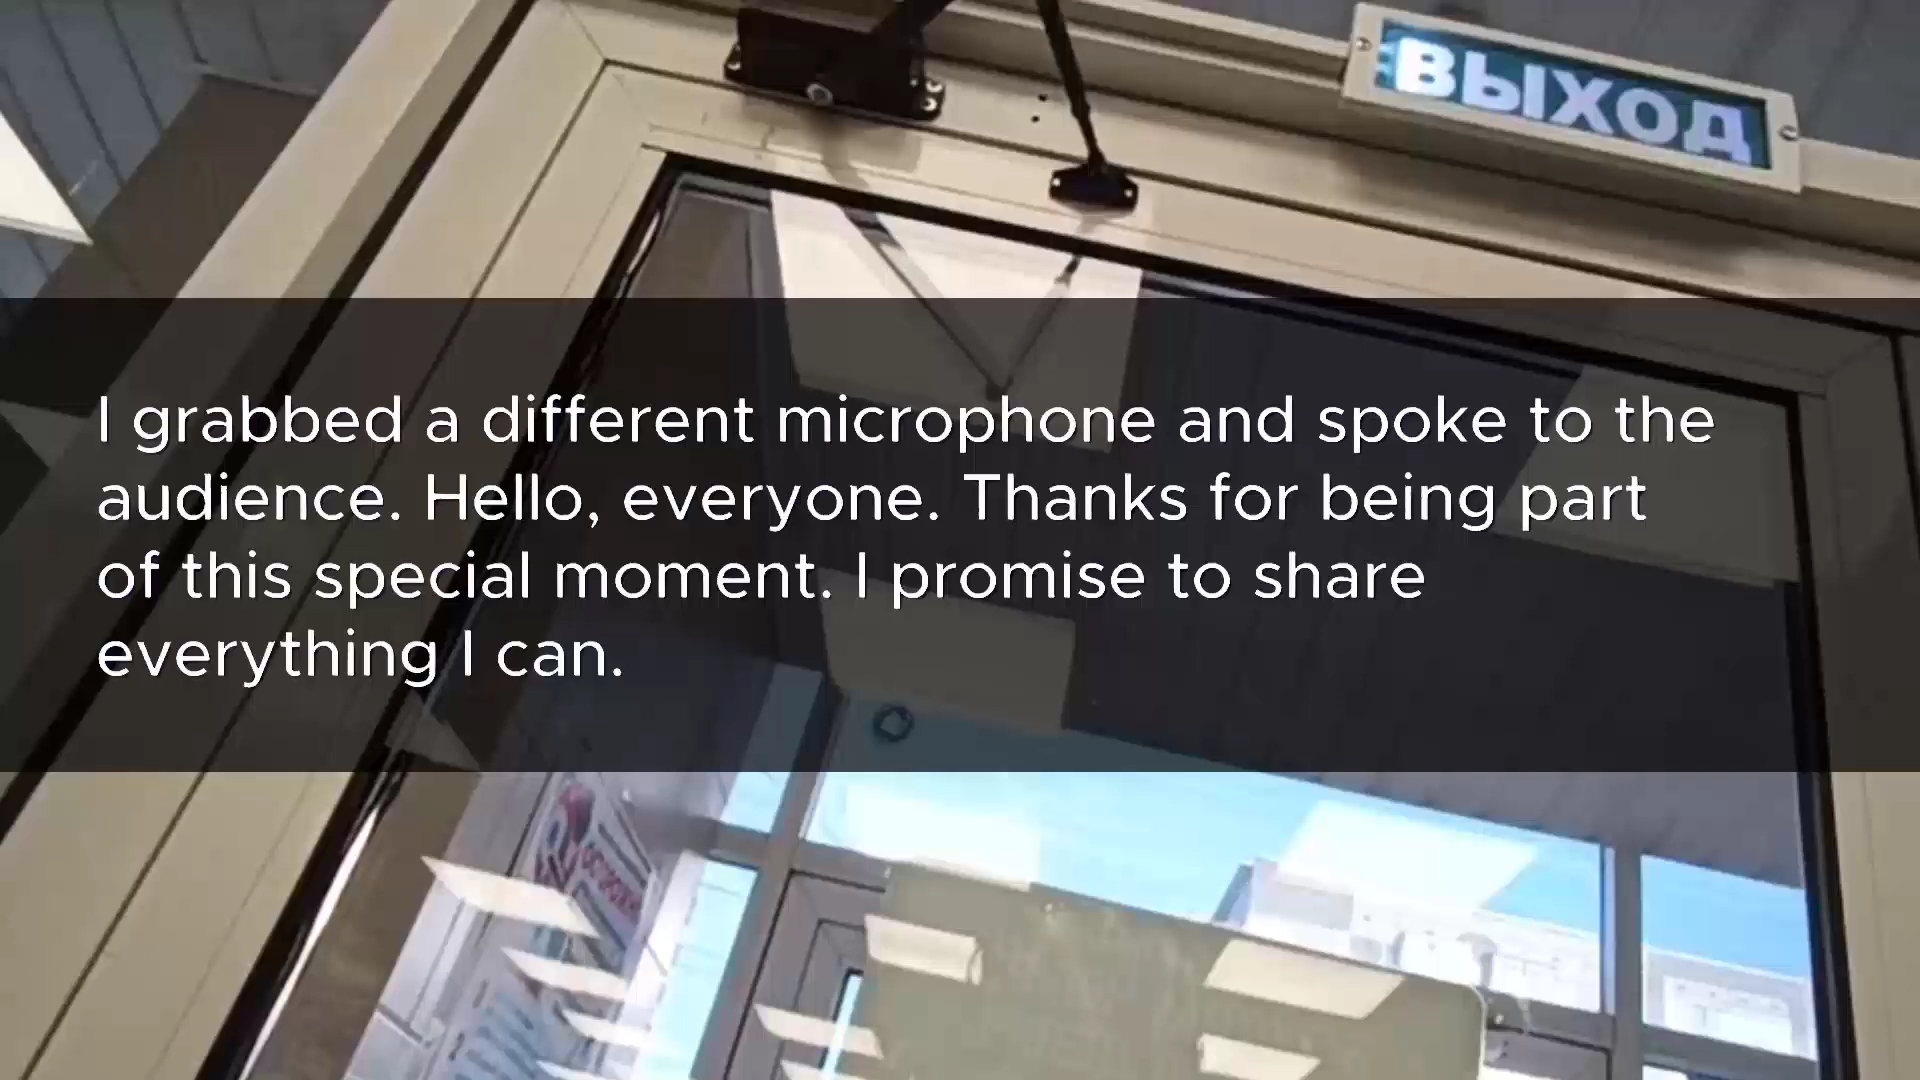 ВЫХОД
I grabbed a different microphone and spoke to the
audience. Hello, everyone. Thanks for being part
of this special moment. I promise to share
everything I can.